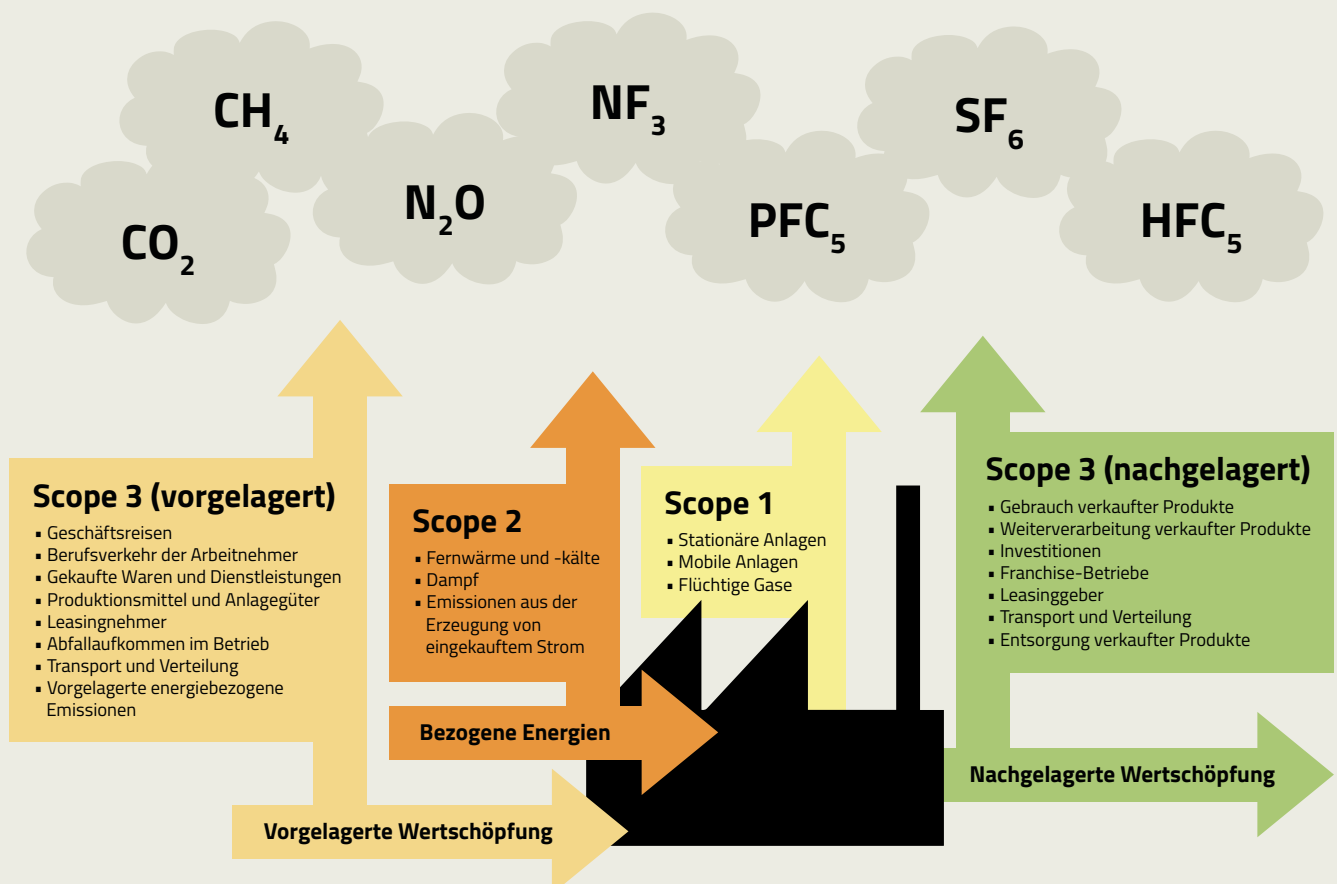 CH₄
NF₃
SF₆
CO₂
N₂O
PFC₅
HFC₅
Scope 3 (vorgelagert)
▪ Geschäftsreisen
▪ Berufsverkehr der Arbeitnehmer
▪ Gekaufte Waren und Dienstleistungen
▪ Produktionsmittel und Anlagegüter
▪ Leasingnehmer
▪ Abfallaufkommen im Betrieb
▪ Transport und Verteilung
▪ Vorgelagerte energiebezogene
Emissionen
Scope 2
▪ Fernwärme und -kälte
▪ Dampf
▪ Emissionen aus der
Erzeugung von
eingekauftem Strom
Scope 1
▪ Stationäre Anlagen
▪ Mobile Anlagen
▪ Flüchtige Gase
Scope 3 (nachgelagert)
▪ Gebrauch verkaufter Produkte
▪ Weiterverarbeitung verkaufter Produkte
▪ Investitionen
▪ Franchise-Betriebe
▪ Leasinggeber
▪ Transport und Verteilung
▪ Entsorgung verkaufter Produkte
Bezogene Energien
Nachgelagerte Wertschöpfung
Vorgelagerte Wertschöpfung